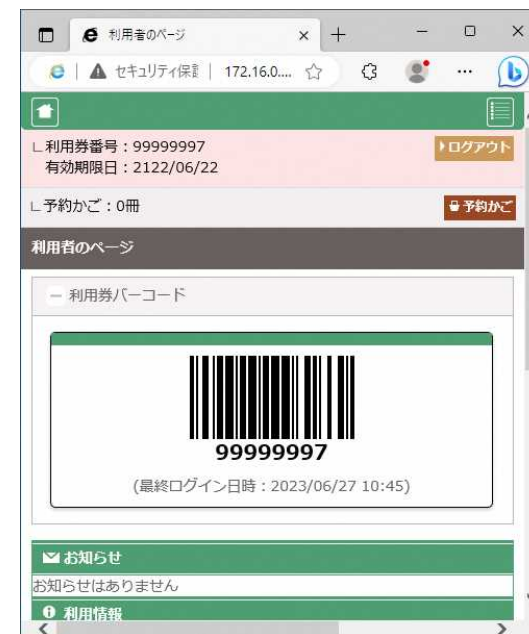 利用者のページ
セキュリティ保護 172.16.0....
利用券番号：99999997
有効期限日：2122/06/22
ログアウト
予約かご：0冊
予約かご
利用者のページ
利用券バーコード
99999997
(最終ログイン日時：2023/06/27 10:45)
お知らせ
お知らせはありません
利用情報